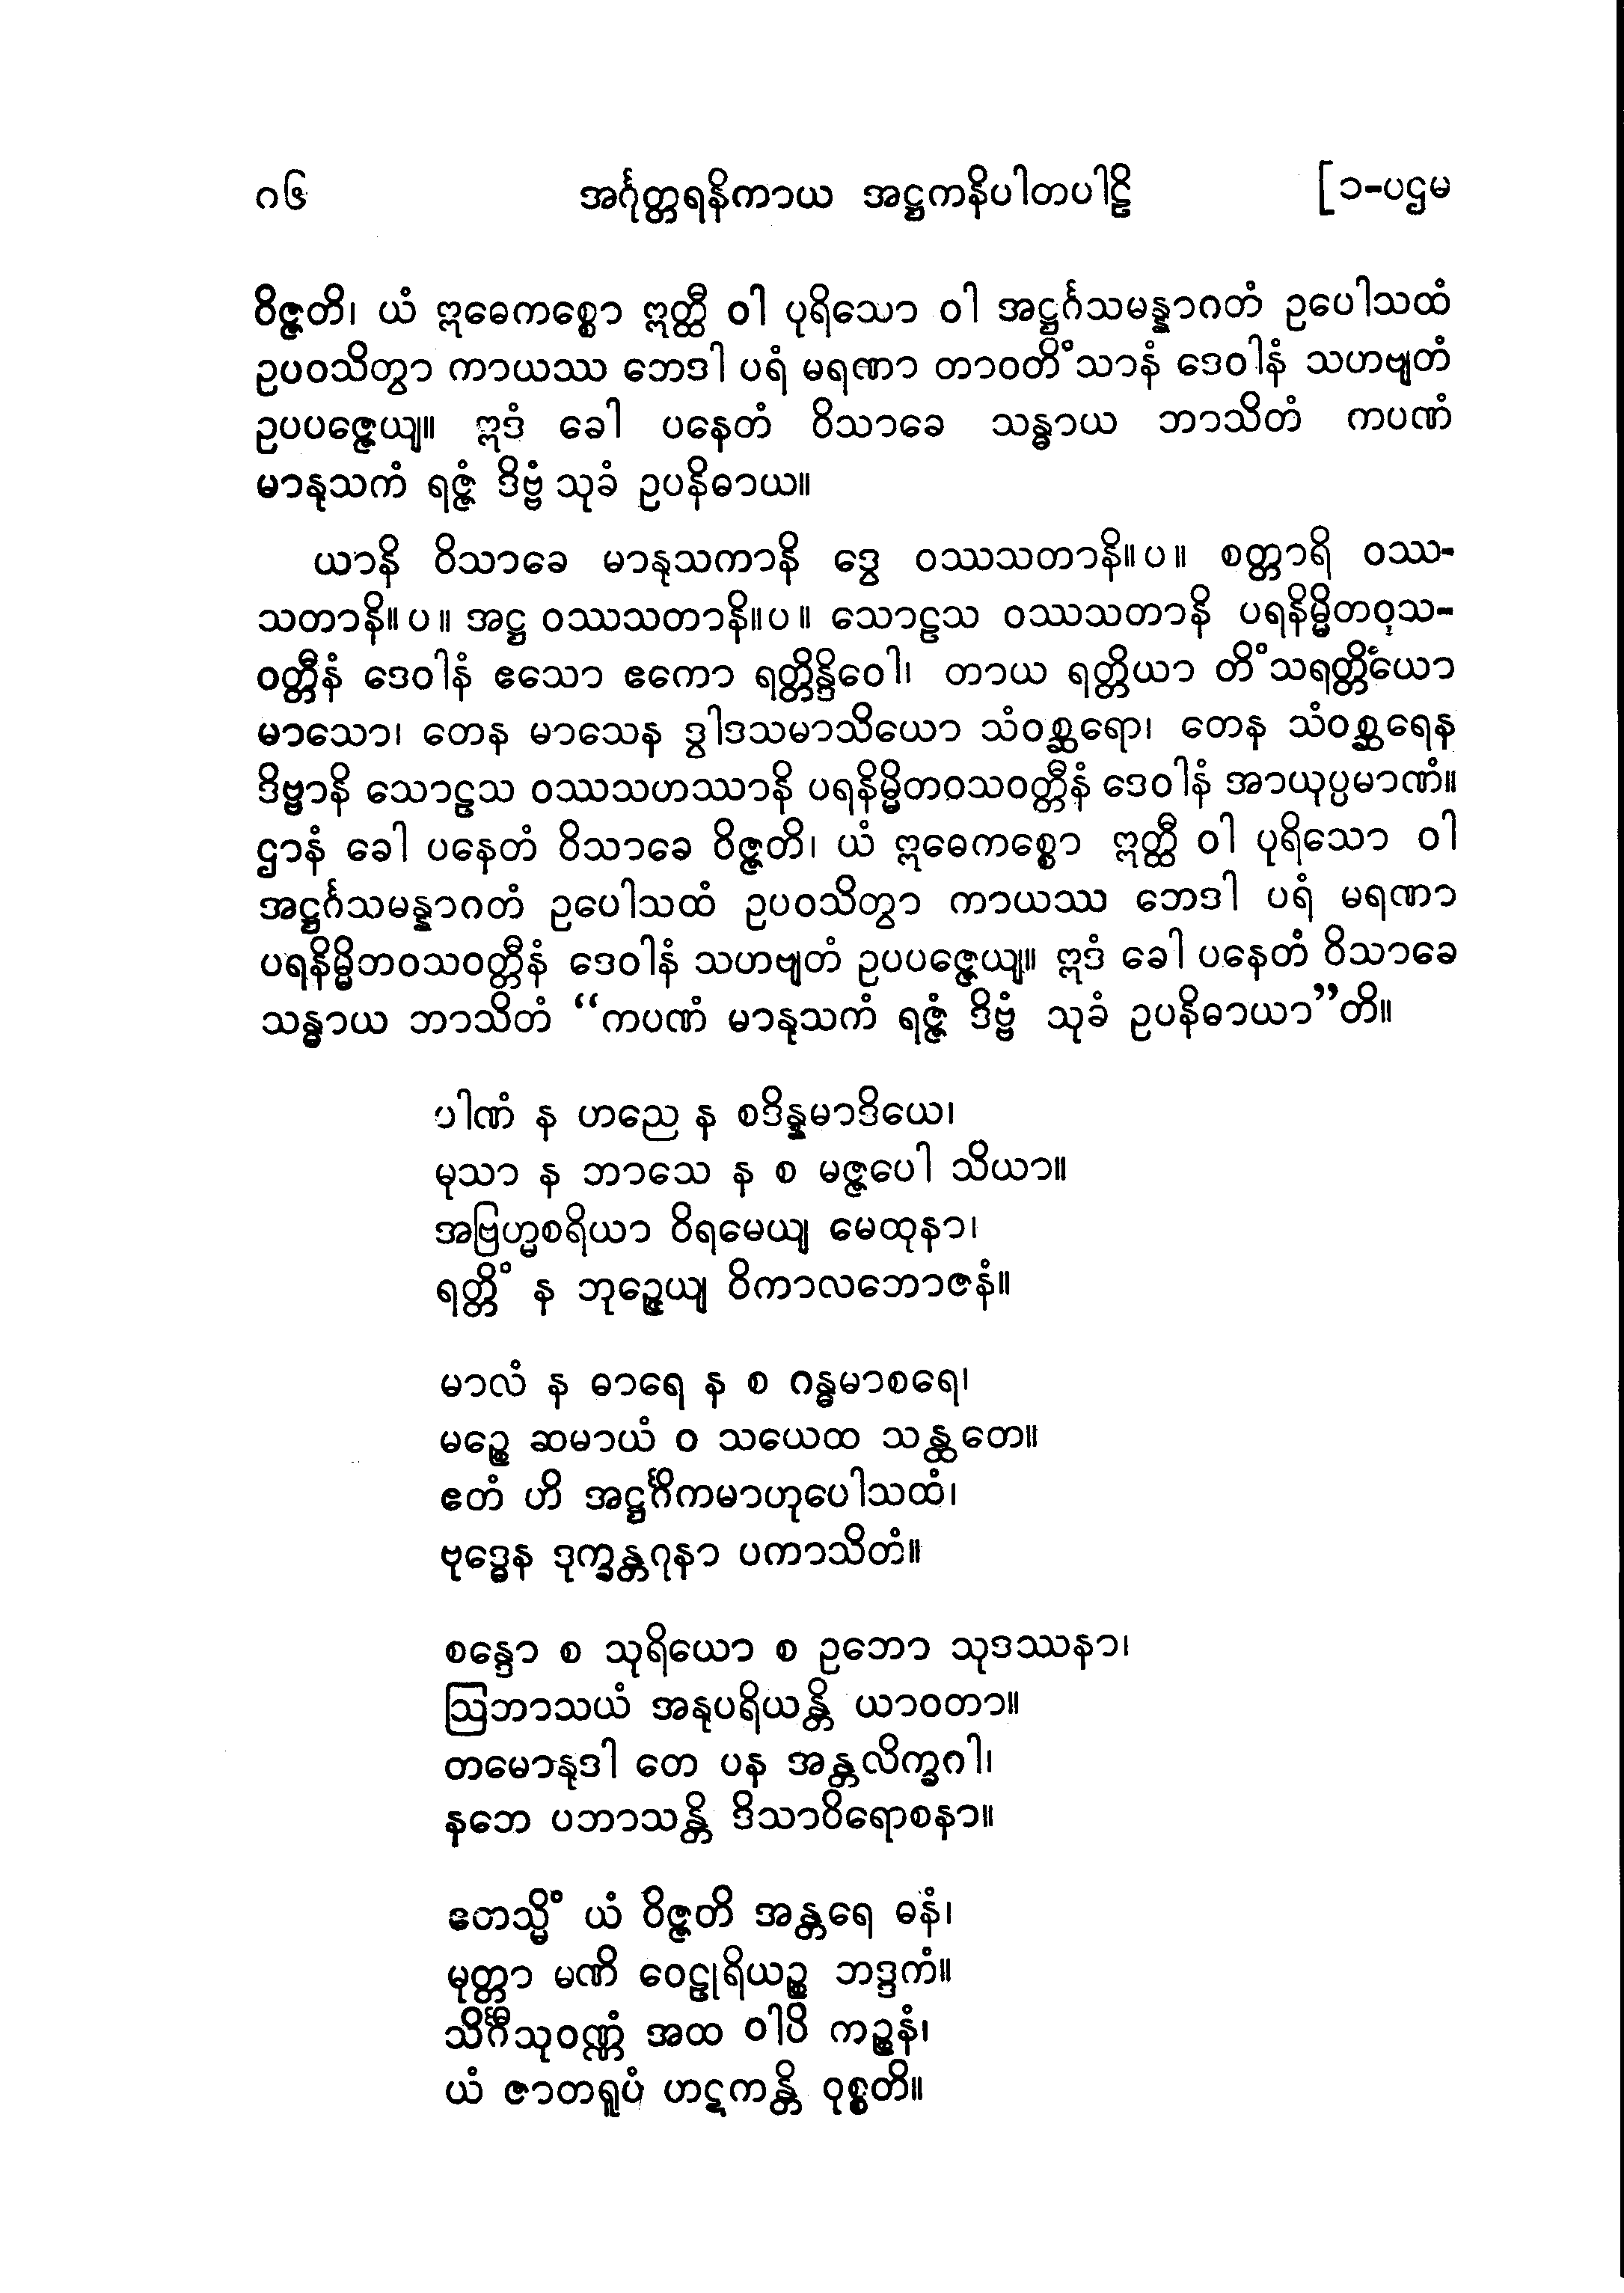 ၈၆ အင်္ဂုတ္တရနိကာယ အဋ္ဌကနိပါတပါဠိ [၁-ပဌမ
ဝိဇ္ဇတိ၊ ယံ ဣဓေကစ္စော ဣတ္ထီ ဝါ ပုရိသော ဝါ အဋ္ဌင်္ဂသမန္နာဂတံ ဥပေါသထံ
ဥပဝသိတွာ ကာယဿ ဘေဒါ ပရံ မရဏာ တာဝတိံသာနံ ဒေဝါနံ သဟဗျတံ
ဥပပဇ္ဇေယျ။ ဣဒံ ခေါ ပနေတံ ဝိသာခေ သန္ဓာယ ဘာသိတံ ကပဏံ
မာနုသကံ ရဇ္ဇံ ဒိဗ္ဗံ သုခံ ဥပနိဓာယ။
ယာနိ ဝိသာခေ မာနုသကာနိ ဒွေ ဝဿသတာနိ။ပ။ စတ္တာရိ ဝဿ-
သတာနိ။ပ။ အဋ္ဌ ဝဿသတာနိ။ပ။ သောဠသ ဝဿသတာနိ ပရနိမ္မိတဝသ-
ဝတ္တီနံ ဒေဝါနံ ဧသော ဧကော ရတ္တိန္ဒိဝေါ၊ တာယ ရတ္တိယာ တိံသရတ္တိယော
မာသော၊ တေန မာသေန ဒွါဒသမာသိယော သံဝစ္ဆရော၊ တေန သံဝစ္ဆရေန
ဒိဗ္ဗာနိ သောဠသ ဝဿသဟဿာနိ ပရနိမ္မိတဝသဝတ္တီနံ ဒေဝါနံ အာယုပ္ပမာဏံ။
ဌာနံ ခေါ ပနေတံ ဝိသာခေ ဝိဇ္ဇတိ၊ ယံ ဣဓေကစ္စော ဣတ္ထီ ဝါ ပုရိသော ဝါ
အဋ္ဌင်္ဂသမန္နာဂတံ ဥပေါသထံ ဥပဝသိတွာ ကာယဿ ဘေဒါ ပရံ မရဏာ
ပရနိမ္မိဘဝသဝတ္တီနံ ဒေဝါနံ သဟဗျတံ ဥပပဇ္ဇေယျ။ ဣဒံ ခေါ ပနေတံ ဝိသာခေ
သန္ဓာယ ဘာသိတံ “ကပဏံ မာနုသကံ ရဇ္ဇံ ဒိဗ္ဗံ သုခံ ဥပနိဓာယာ”တိ။
ပါဏံ န ဟညေ န စဒိန္နမာဒိယေ၊
မုသာ န ဘာသေ န စ မဇ္ဇပေါ သိယာ။
အဗြဟ္မစရိယာ ဝိရမေယျ မေထုနာ၊
ရတ္တိံ န ဘုဉ္ဇေယျ ဝိကာလဘောဇနံ။
မာလံ န ဓာရေ န စ ဂန္ဓမာစရေ၊
မဉ္စေ ဆမာယံ ဝ သယေထ သန္ထတေ။
ဧတံ ဟိ အဋ္ဌင်္ဂိကမာဟုပေါသထံ၊
ဗုဒ္ဓေန ဒုက္ခန္တဂုနာ ပကာသိတံ။
စန္ဒော စ သုရိယော စ ဥဘော သုဒဿနာ၊
ဩဘာသယံ အနုပရိယန္တိ ယာဝတာ။
တမောနုဒါ တေ ပန အန္တလိက္ခဂါ၊
နဘေ ပဘာသန္တိ ဒိသာဝိရောစနာ။
ဧတသ္မိံ ယံ ဝိဇ္ဇတိ အန္တရေ ဓနံ၊
မုတ္တာ မဏိ ဝေဠုရိယဉ္စ ဘဒ္ဒကံ။
သိင်္ဂီသုဝဏ္ဏံ အထ ဝါပိ ကဉ္စနံ၊
ယံ ဇာတရူပံ ဟဋကန္တိ ဝုစ္စတိ။